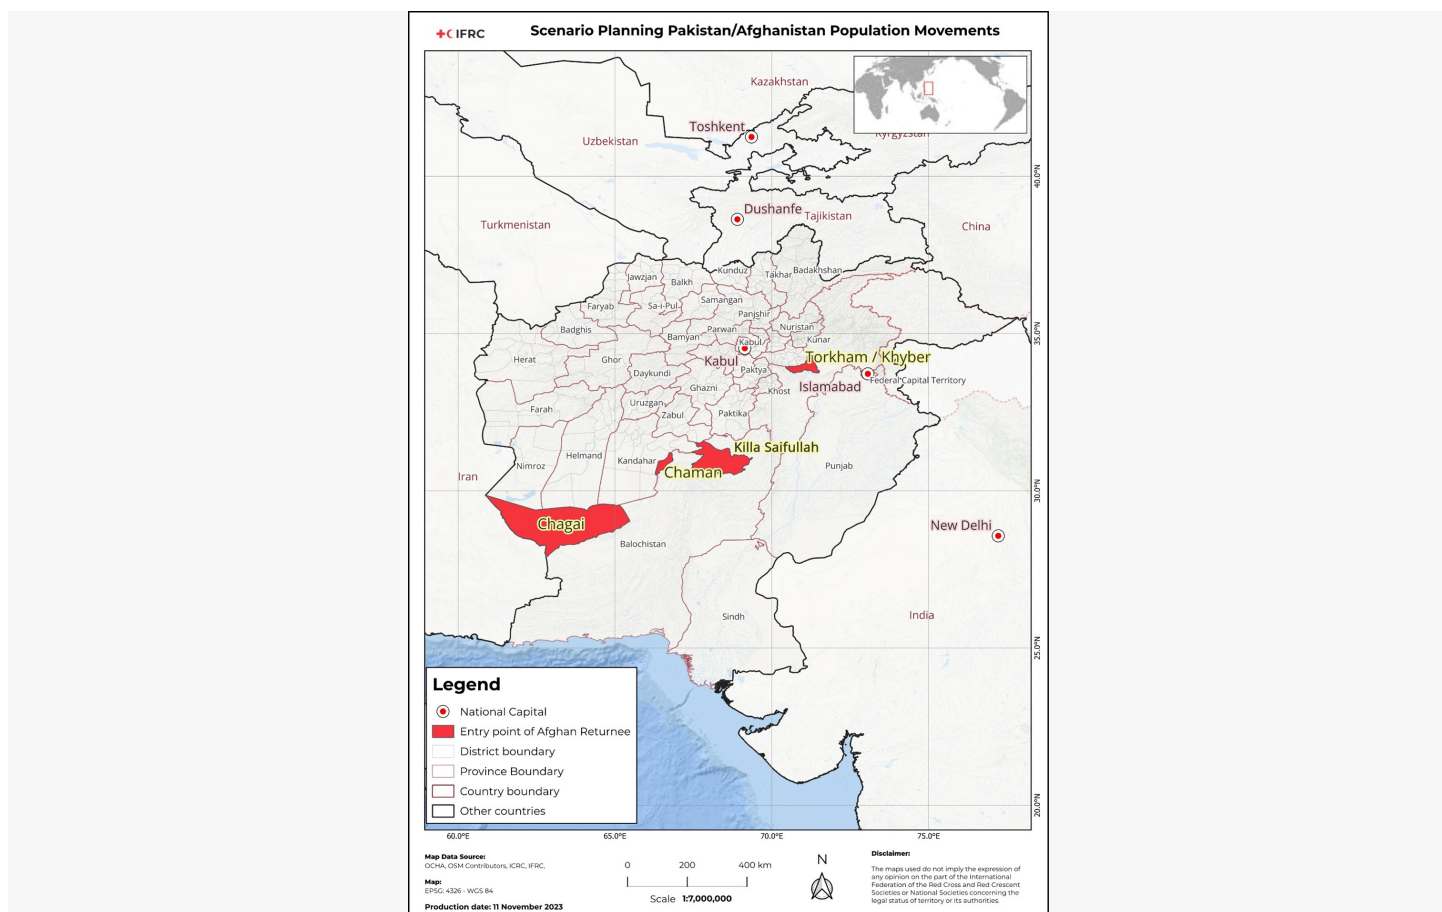 IFRC
Scenario Planning Pakistan/Afghanistan Population Movements
Kazakhstan
Toshkent
Kyrgyzstan
Uzbekistan
40.0°N
Dushanfe
Tajikistan
Turkmenistan
China
Jawzjan
Balkh
Kunduz
Takhar
Badakhshan
Faryab
Sa-i-Pul
Samangan
Panjshir
Badghis
Parwan
Nuristan
Bamyan
Kabul
Kunar
35.0°N
Herat
Ghor
Kabul
Torkham / Khyber
Daykundi
Paktya
Federal Capital Territory
Ghazni
Khost
Islamabad
Farah
Uruzgan
Zabul
Paktika
Killa Saifullah
Helmand
Kandahar
Nimroz
Chaman
Punjab
Iran
30.0°N
Chagai
New Delhi
Balochistan
Sindh
India
25.0°N
Legend
National Capital
Entry point of Afghan Returnee
District boundary
Province Boundary
Country boundary
Other countries
20.0°N
60.0°E 65.0°E 70.0°E 75.0°E
Map Data Source:
OCHA, OSM Contributors, ICRC, IFRC,
Map:
EPSG: 4326 - WGS 84
Production date: 11 November 2023
0 200 400 km
Scale 1:7,000,000
N
Disclaimer:
The maps used do not imply the expression of
any opinion on the part of the International
Federation of the Red Cross and Red Crescent
Societies or National Societies concerning the
legal status of territory or its authorities.